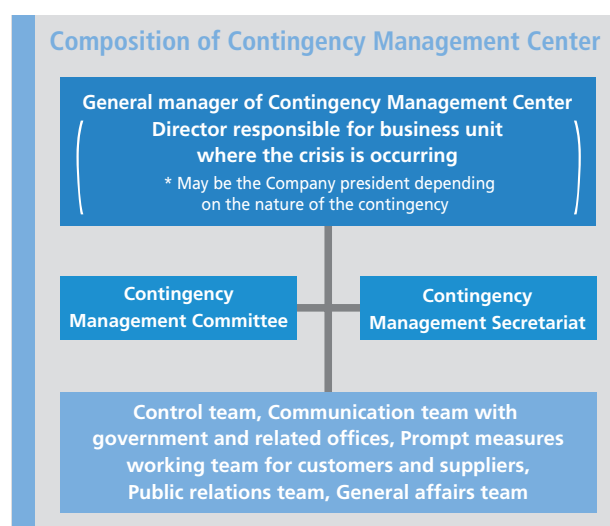 Composition of Contingency Management Center
General manager of Contingency Management Center
Director responsible for business unit
where the crisis is occurring
* May be the Company president depending
on the nature of the contingency
Contingency
Management Committee
Contingency
Management Secretariat
Control team, Communication team with
government and related offices, Prompt measures
working team for customers and suppliers,
Public relations team, General affairs team